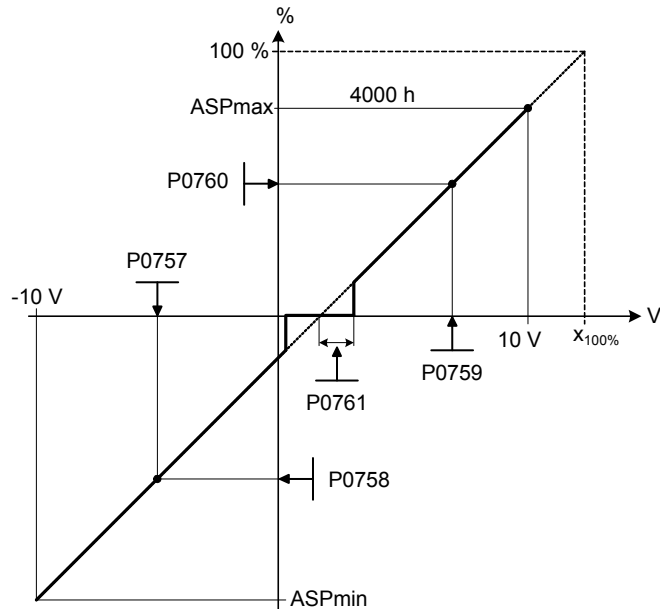 %
100 %
ASPmax
4000 h
P0760
P0757
-10 V
V
10 V
x100%
P0759
P0761
P0758
ASPmin